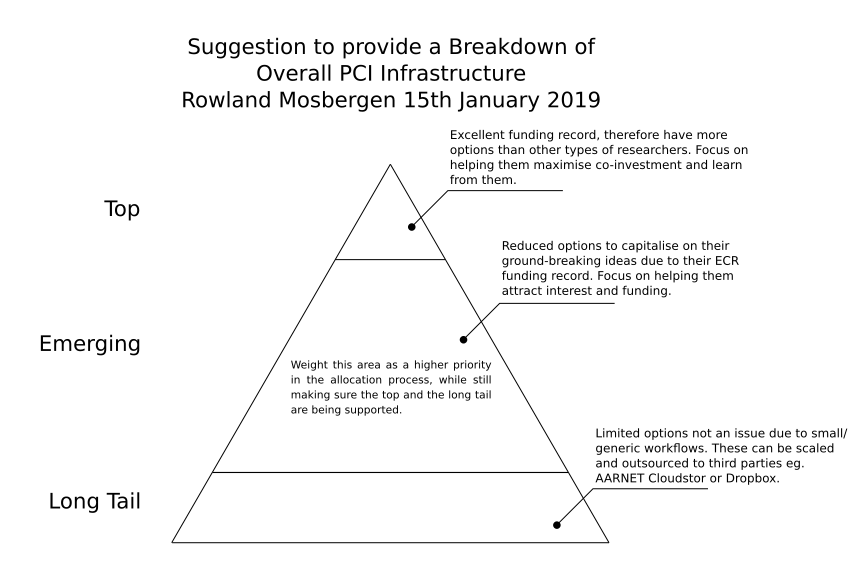 Suggestion to provide a Breakdown of
Overall PCI Infrastructure
Rowland Mosbergen 15th January 2019
Excellent funding record, therefore have more
options than other types of researchers. Focus on
helping them maximise co-investment and learn
from them.
Top
Reduced options to capitalise on their
ground-breaking ideas due to their ECR
funding record. Focus on helping them
attract interest and funding.
Emerging
Weight this area as a higher priority
in the allocation process, while still
making sure the top and the long tail
are being supported.
Limited options not an issue due to small/
generic workflows. These can be scaled
and outsourced to third parties eg.
AARNET Cloudstor or Dropbox.
Long Tail